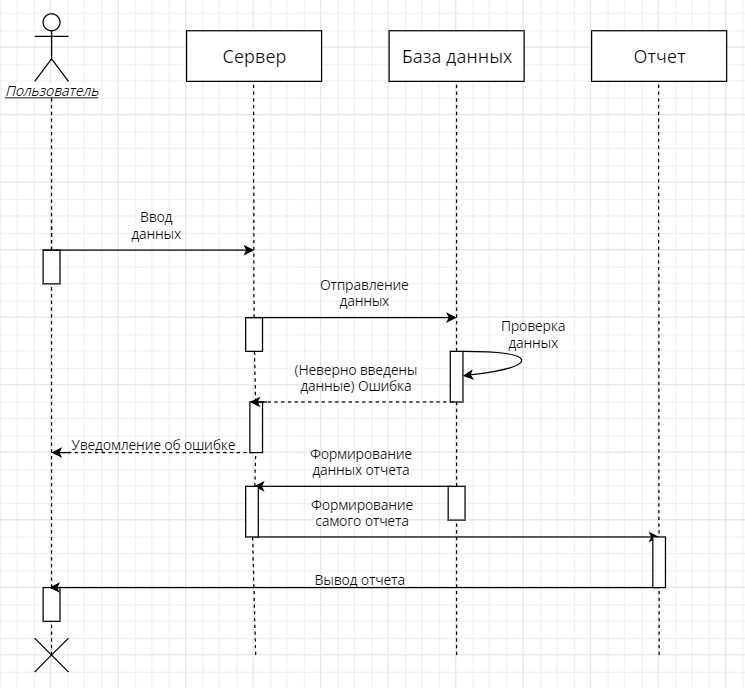 Пользователь
Сервер
База данных
Отчет
Ввод
данных
Отправление
данных
Проверка
данных
(Неверно введены
данные) Ошибка
Уведомление об ошибке
Формирование
данных отчета
Формирование
самого отчета
Вывод отчета